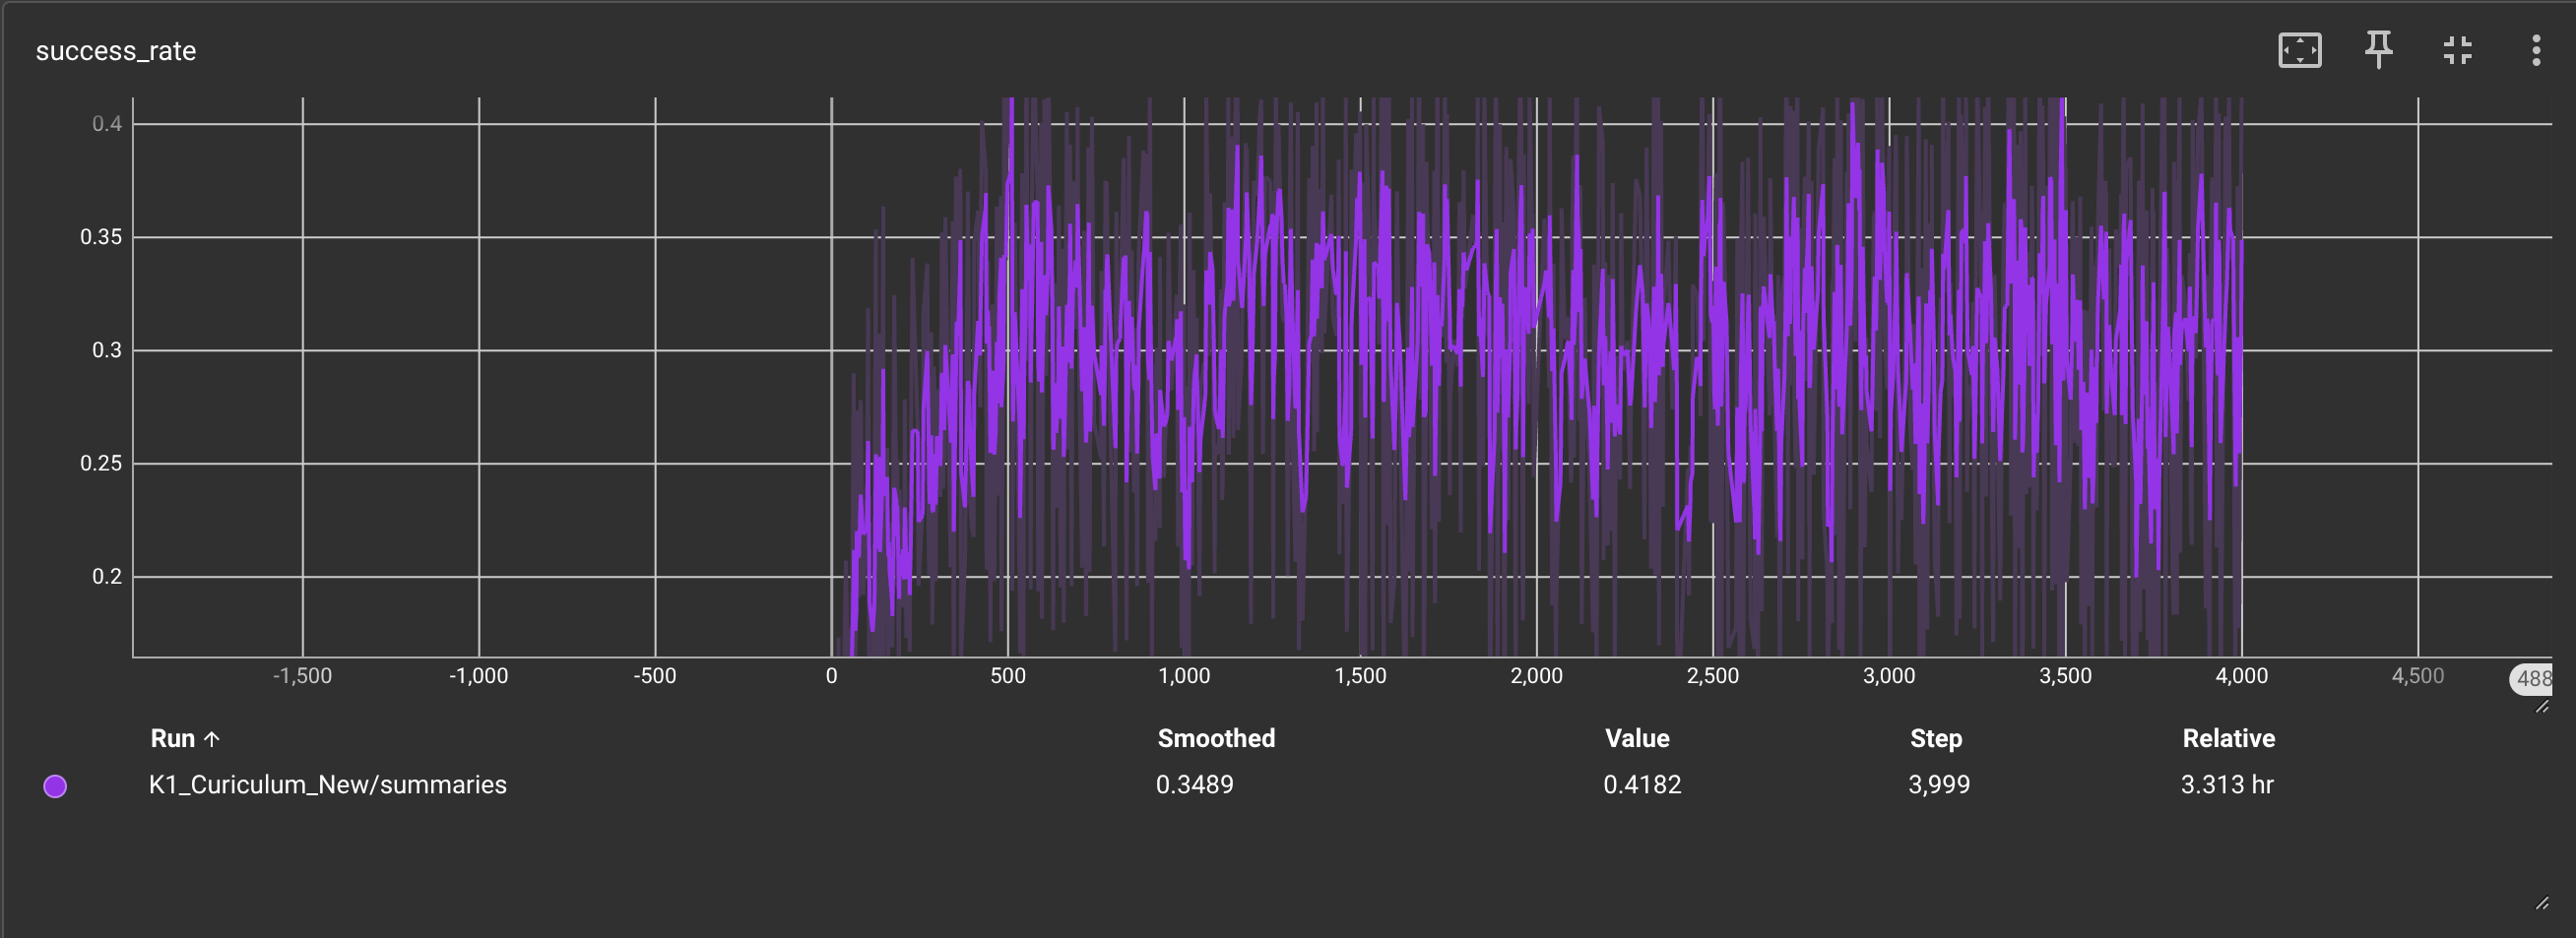 success_rate
0.4
0.35
0.3
0.25
0.2
-1,500 -1,000 -500 0 500 1,000 1,500 2,000 2,500 3,000 3,500 4,000 4,500 488
Run ↑ Smoothed Value Step Relative
K1_Curiculum_New/summaries 0.3489 0.4182 3,999 3.313 hr